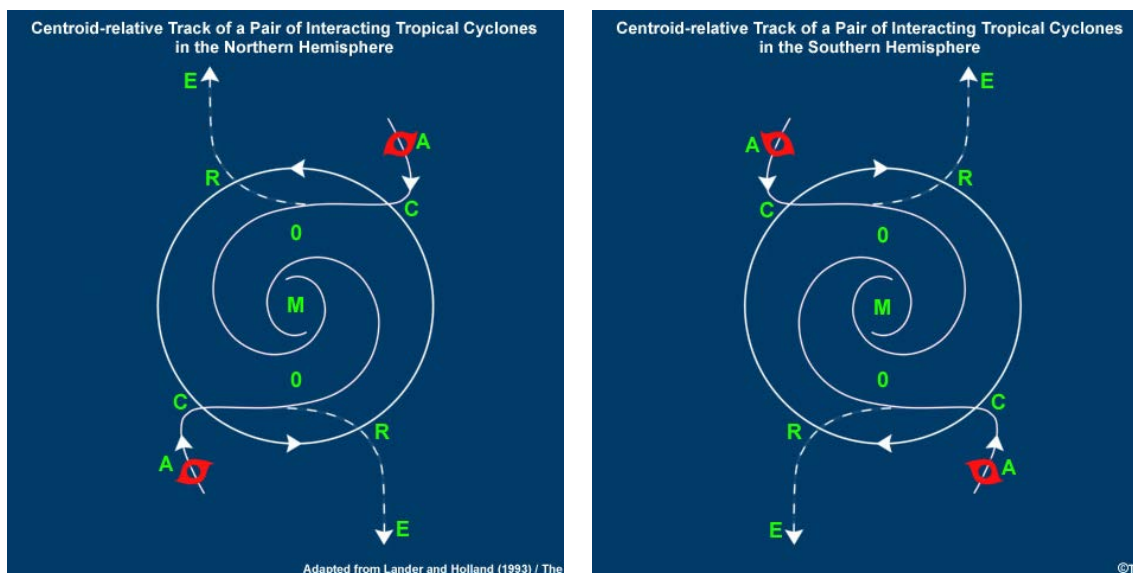 Centroid-relative Track of a Pair of Interacting Tropical Cyclones
in the Northern Hemisphere
E
A
R
C
0
M
0
C
R
A
E
Adapted from Lander and Holland (1993) / The
Centroid-relative Track of a Pair of Interacting Tropical Cyclones
in the Southern Hemisphere
E
A
R
C
0
M
0
C
R
A
E
©T